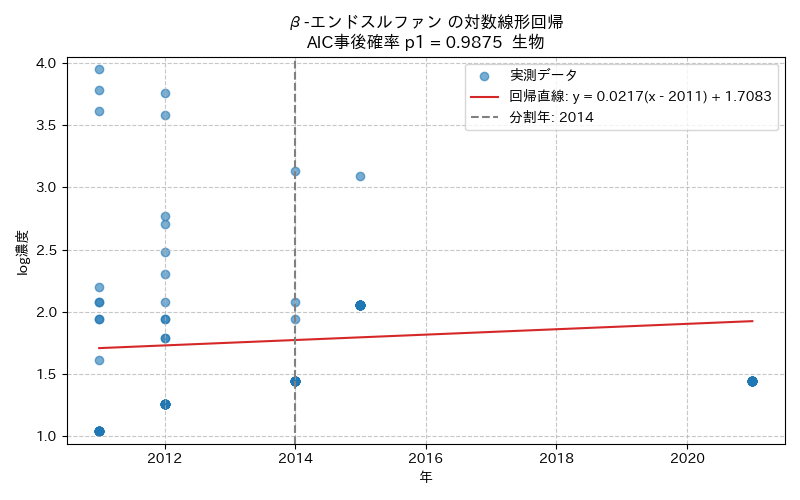 β-エンドスルファン の対数線形回帰
AIC事後確率 p1 = 0.9875 生物
実測データ
回帰直線: y = 0.0217(x - 2011) + 1.7083
分割年: 2014
log濃度
4.0
3.5
3.0
2.5
2.0
1.5
1.0
2012
2014
2016
2018
2020
年